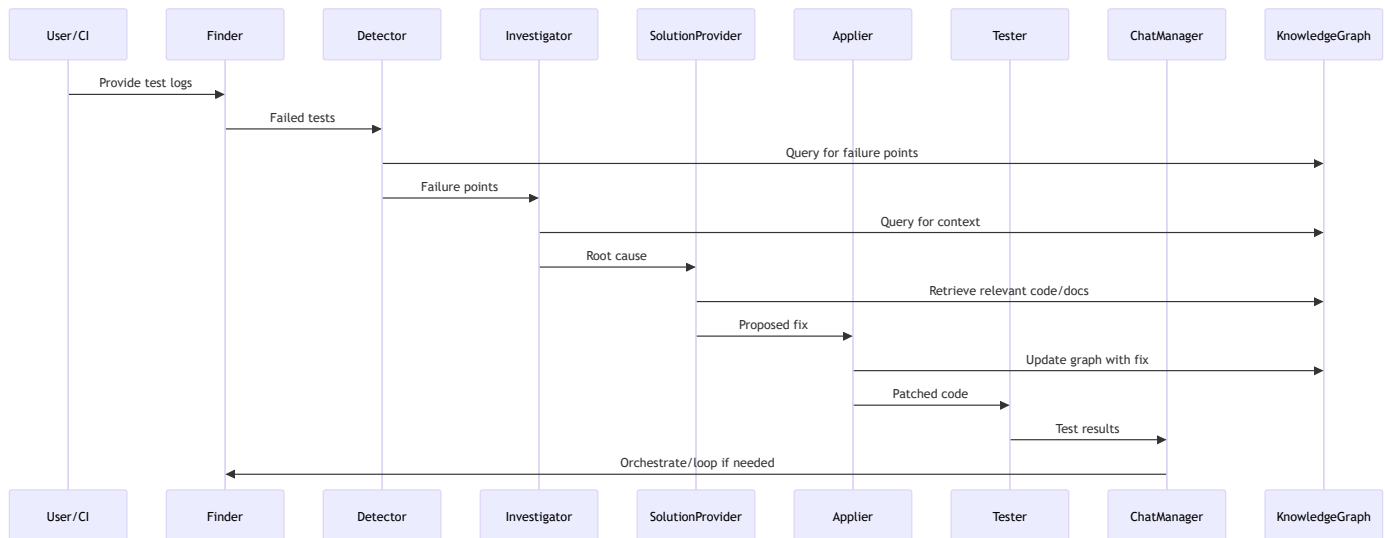 User/CI
Finder
Detector
Investigator
SolutionProvider
Applier
Tester
ChatManager
KnowledgeGraph
Provide test logs
Failed tests
Query for failure points
Failure points
Query for context
Root cause
Retrieve relevant code/docs
Proposed fix
Update graph with fix
Patched code
Test results
Orchestrate/loop if needed
User/CI
Finder
Detector
Investigator
SolutionProvider
Applier
Tester
ChatManager
KnowledgeGraph